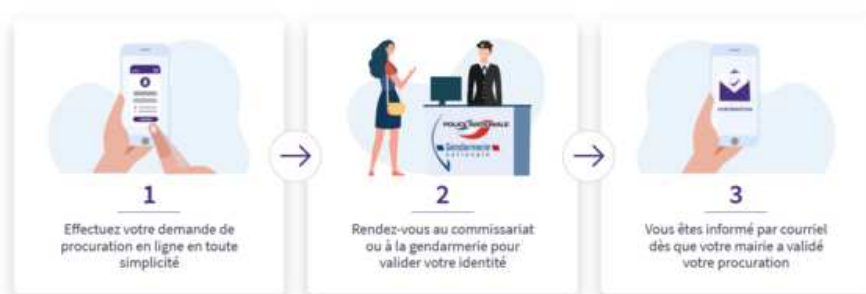 1
Effectuez votre demande de
procuration en ligne en toute
simplicité
POLICE NATIONALE
Gendarmerie
nationale
2
Rendez-vous au commissariat
ou à la gendarmerie pour
valider votre identité
3
Vous êtes informé par courriel
dès que votre mairie a validé
votre procuration